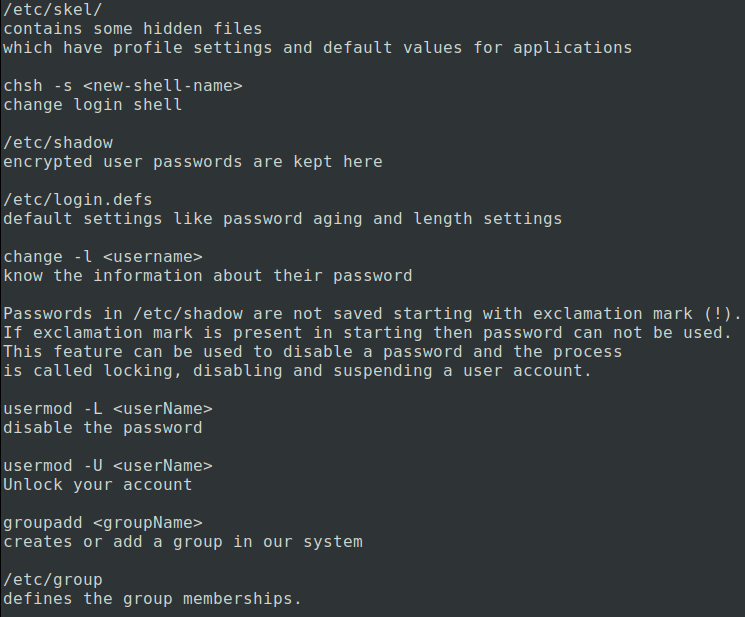 /etc/skel/
contains some hidden files
which have profile settings and default values for applications
chsh -s <new-shell-name>
change login shell
/etc/shadow
encrypted user passwords are kept here
/etc/login.defs
default settings like password aging and length settings
change -l <username>
know the information about their password
Passwords in /etc/shadow are not saved starting with exclamation mark (!).
If exclamation mark is present in starting then password can not be used.
This feature can be used to disable a password and the process
is called locking, disabling and suspending a user account.
usermod -L <userName>
disable the password
usermod -U <userName>
Unlock your account
groupadd <groupName>
creates or add a group in our system
/etc/group
defines the group memberships.